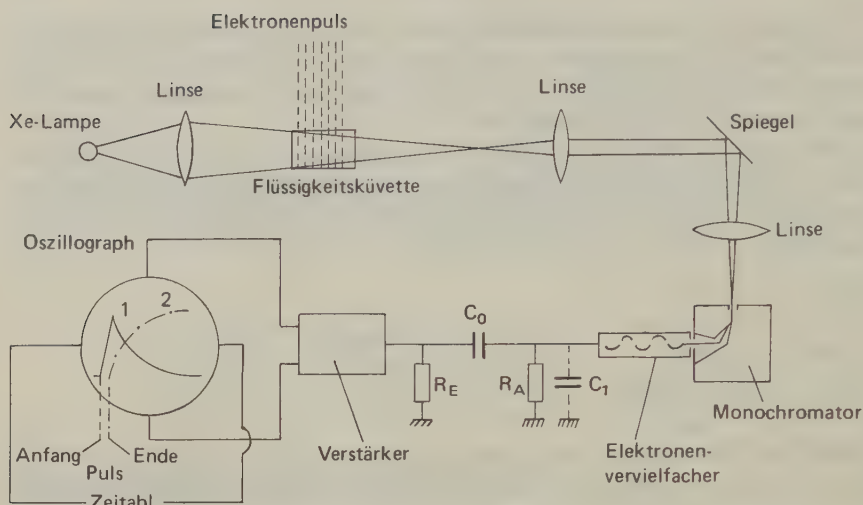 Elektronenpuls
Linse
Linse
Xe-Lampe
Spiegel
Flüssigkeitsküvette
Oszillograph
Linse
1
2
C0
RE
RA
C1
Monochromator
Anfang
Ende
Verstärker
Puls
Elektronen-
vervielfacher
Zeitabl.